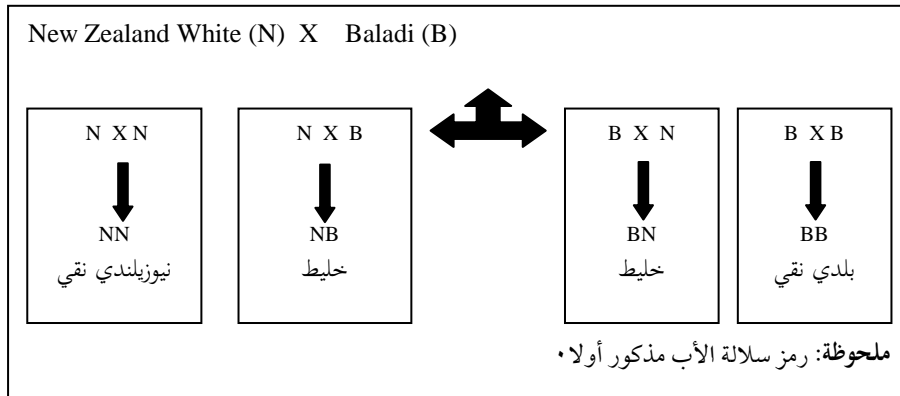 New Zealand White (N) X Baladi (B)
N X N
NN
نيوزيلندي نقي
N X B
NB
خليط
B X N
BN
خليط
B X B
BB
بلدي نقي
ملحوظة: رمز سلالة الأب مذكور أولا٠